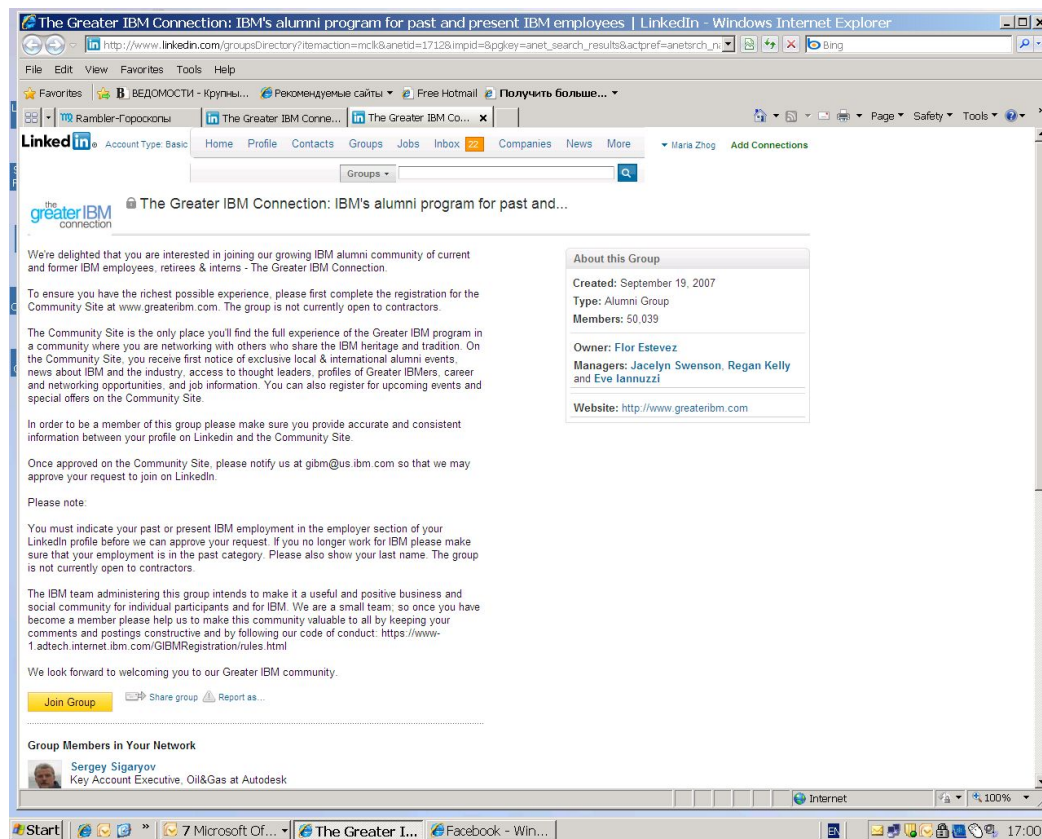 The Greater IBM Connection: IBM's alumni program for past and present IBM employees | LinkedIn - Windows Internet Explorer
http://www.linkedin.com/groupsDirectory?itemaction=mclk&anetid=1712&impid=&pgkey=anet_search_results&actpref=anetsrch_n
Bing
File Edit View Favorites Tools Help
Favorites
ВЕДОМОСТИ - Крупны...
Рекомендуемые сайты
Free Hotmail
Получить больше...
Rambler-Гороскопы
The Greater IBM Conne...
The Greater IBM Co... x
Page Safety Tools
Linked in Account Type: Basic Home Profile Contacts Groups Jobs Inbox 22 Companies News More Maria Zhog Add Connections
Groups
the greater IBM connection
The Greater IBM Connection: IBM's alumni program for past and...
We're delighted that you are interested in joining our growing IBM alumni community of current
and former IBM employees, retirees & interns - The Greater IBM Connection.
To ensure you have the richest possible experience, please first complete the registration for the
Community Site at www.greateribm.com. The group is not currently open to contractors.
The Community Site is the only place you'll find the full experience of the Greater IBM program in
a community where you are networking with others who share the IBM heritage and tradition. On
the Community Site, you receive first notice of exclusive local & international alumni events,
news about IBM and the industry, access to thought leaders, profiles of Greater IBMers, career
and networking opportunities, and job information. You can also register for upcoming events and
special offers on the Community Site.
In order to be a member of this group please make sure you provide accurate and consistent
information between your profile on Linkedin and the Community Site.
Once approved on the Community Site, please notify us at gibm@us.ibm.com so that we may
approve your request to join on LinkedIn.
Please note:
You must indicate your past or present IBM employment in the employer section of your
LinkedIn profile before we can approve your request. If you no longer work for IBM please make
sure that your employment is in the past category. Please also show your last name. The group
is not currently open to contractors.
The IBM team administering this group intends to make it a useful and positive business and
social community for individual participants and for IBM. We are a small team; so once you have
become a member please help us to make this community valuable to all by keeping your
comments and postings constructive and by following our code of conduct: https://www-
1.adtech.internet.ibm.com/GIBMRegistration/rules.html
We look forward to welcoming you to our Greater IBM community.
Join Group Share group Report as...
Group Members in Your Network
Sergey Sigaryov
Key Account Executive, Oil&Gas at Autodesk
About this Group
Created: September 19, 2007
Type: Alumni Group
Members: 50,039
Owner: Flor Estevez
Managers: Jacelyn Swenson, Regan Kelly
and Eve Iannuzzi
Website: http://www.greateribm.com
Internet 100%
Start
7 Microsoft Of...
The Greater I...
Facebook - Win...
EN
17:00